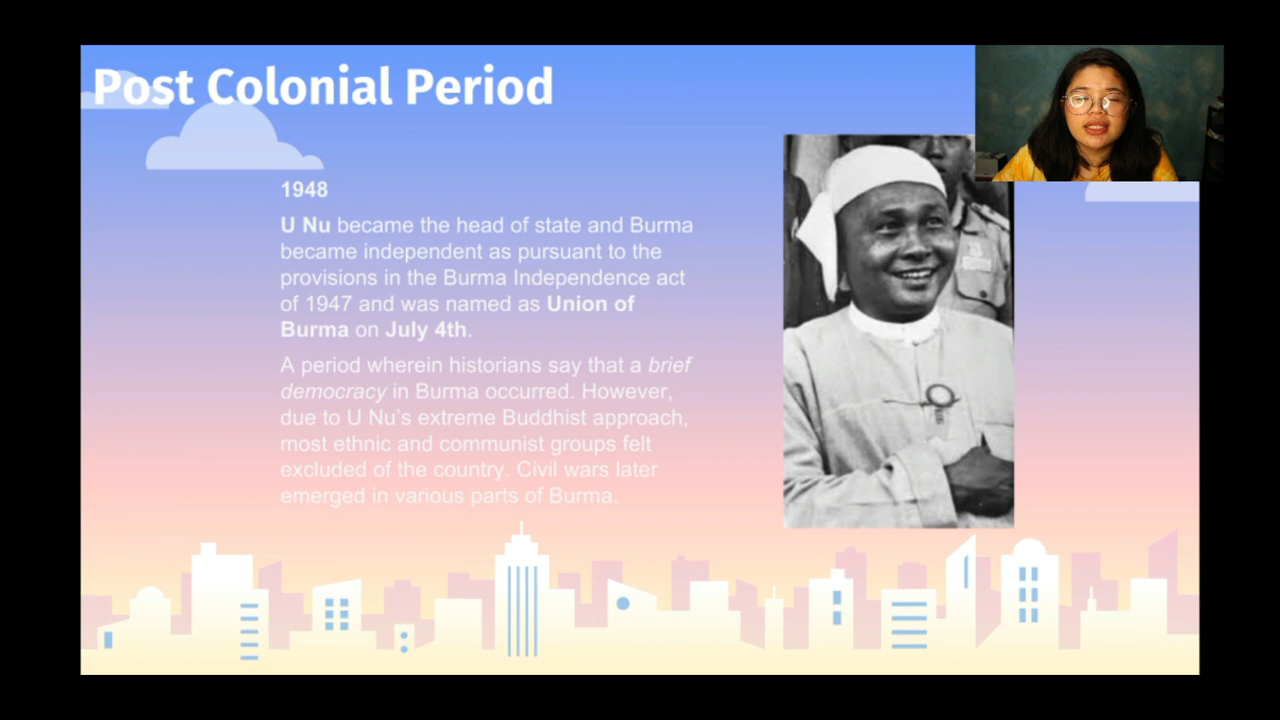 Post Colonial Period
1948
U Nu became the head of state and Burma
became independent as pursuant to the
provisions in the Burma Independence act
of 1947 and was named as Union of
Burma on July 4th.
A period wherein historians say that a brief
democracy in Burma occurred. However,
due to U Nu's extreme Buddhist approach,
most ethnic and communist groups felt
excluded of the country. Civil wars later
emerged in various parts of Burma.